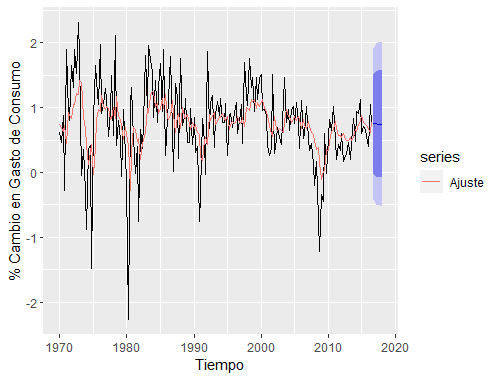 % Cambio en Gasto de Consumo
2
1
0
-1
-2
1970
1980
1990
2000
2010
2020
Tiempo
series
Ajuste